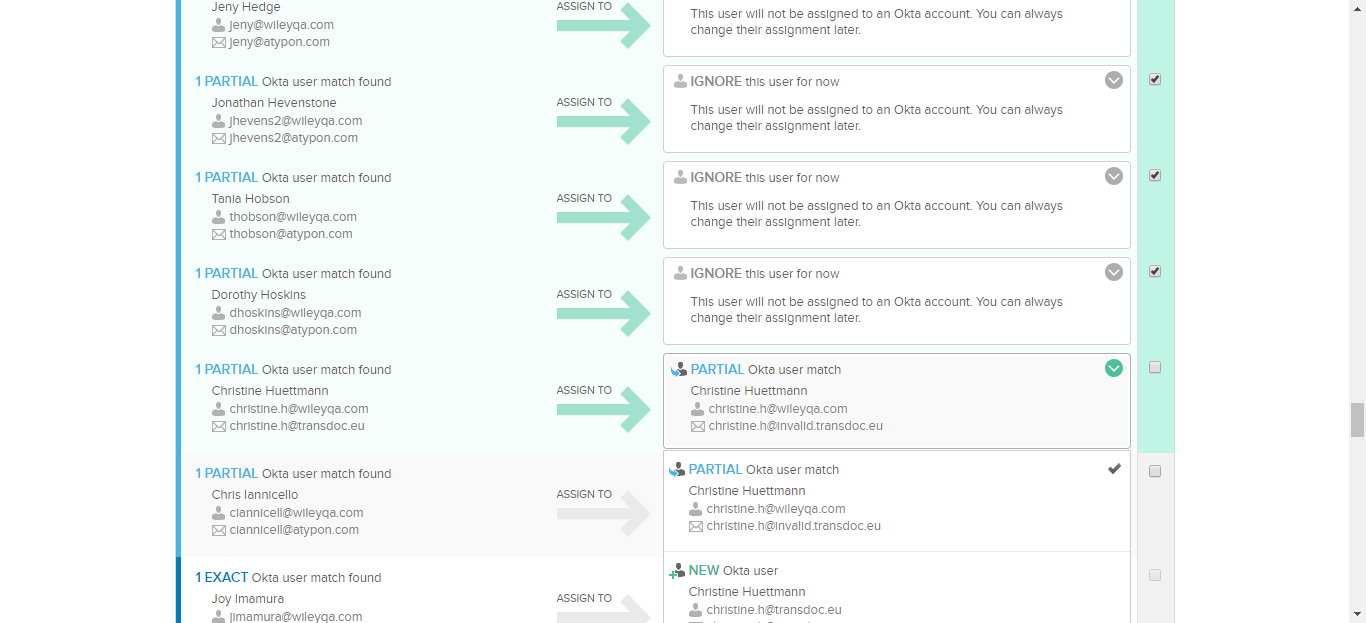 Jeny Hedge
jeny@wileyqa.com
jeny@atypon.com
ASSIGN TO
This user will not be assigned to an Okta account. You can always
change their assignment later.
1 PARTIAL Okta user match found
Jonathan Hevenstone
jhevens2@wileyqa.com
jhevens2@atypon.com
ASSIGN TO
IGNORE this user for now
This user will not be assigned to an Okta account. You can always
change their assignment later.
1 PARTIAL Okta user match found
Tania Hobson
thobson@wileyqa.com
thobson@atypon.com
ASSIGN TO
IGNORE this user for now
This user will not be assigned to an Okta account. You can always
change their assignment later.
1 PARTIAL Okta user match found
Dorothy Hoskins
dhoskins@wileyqa.com
dhoskins@atypon.com
ASSIGN TO
IGNORE this user for now
This user will not be assigned to an Okta account. You can always
change their assignment later.
1 PARTIAL Okta user match found
Christine Huettmann
christine.h@wileyqa.com
christine.h@transdoc.eu
ASSIGN TO
PARTIAL Okta user match
Christine Huettmann
christine.h@wileyqa.com
christine.h@invalid.transdoc.eu
1 PARTIAL Okta user match found
Chris Iannicello
ciannicell@wileyqa.com
ciannicell@atypon.com
ASSIGN TO
PARTIAL Okta user match
Christine Huettmann
christine.h@wileyqa.com
christine.h@invalid.transdoc.eu
1 EXACT Okta user match found
Joy Imamura
jimamura@wileyqa.com
ASSIGN TO
NEW Okta user
Christine Huettmann
christine.h@transdoc.eu